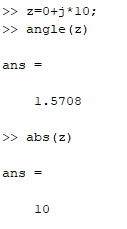 >> z=0+j*10;
>> angle(z)
ans =
1.5708
>> abs(z)
ans =
10